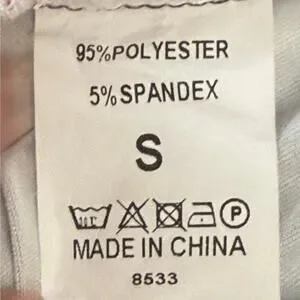 95%POLYESTER
5%SPANDEX
S
P
MADE IN CHINA
8533